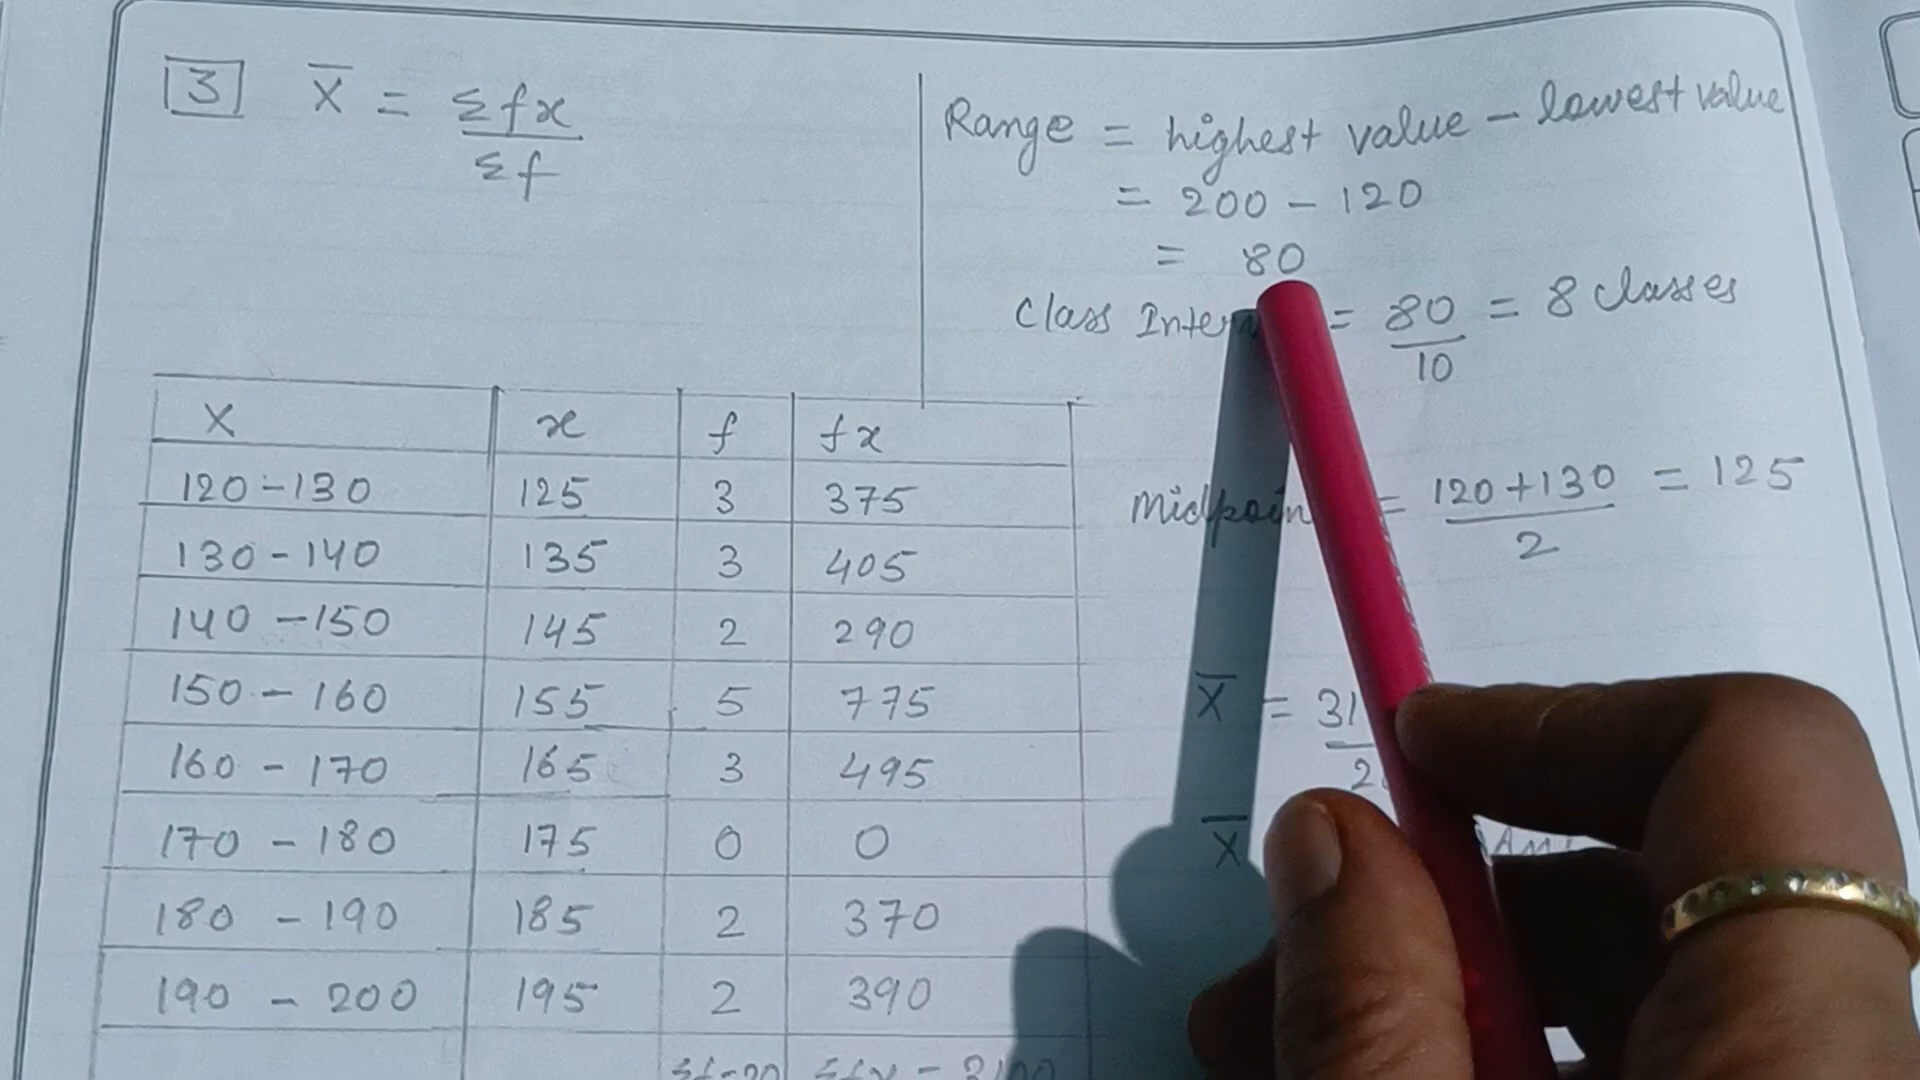 3 X̄ = Σfx
Σf
Range = highest value - lowest value
= 200 - 120
= 80
Class = 80 = 8 classes
10
X x f fx
120-130 125 3 375
130-140 135 3 405
140-150 145 2 290
150-160 155 5 775
160-170 165 3 495
170-180 175 0 0
180-190 185 2 370
190-200 195 2 390
Σf=20
= 120+130 = 125
2
X̄ =
X̄